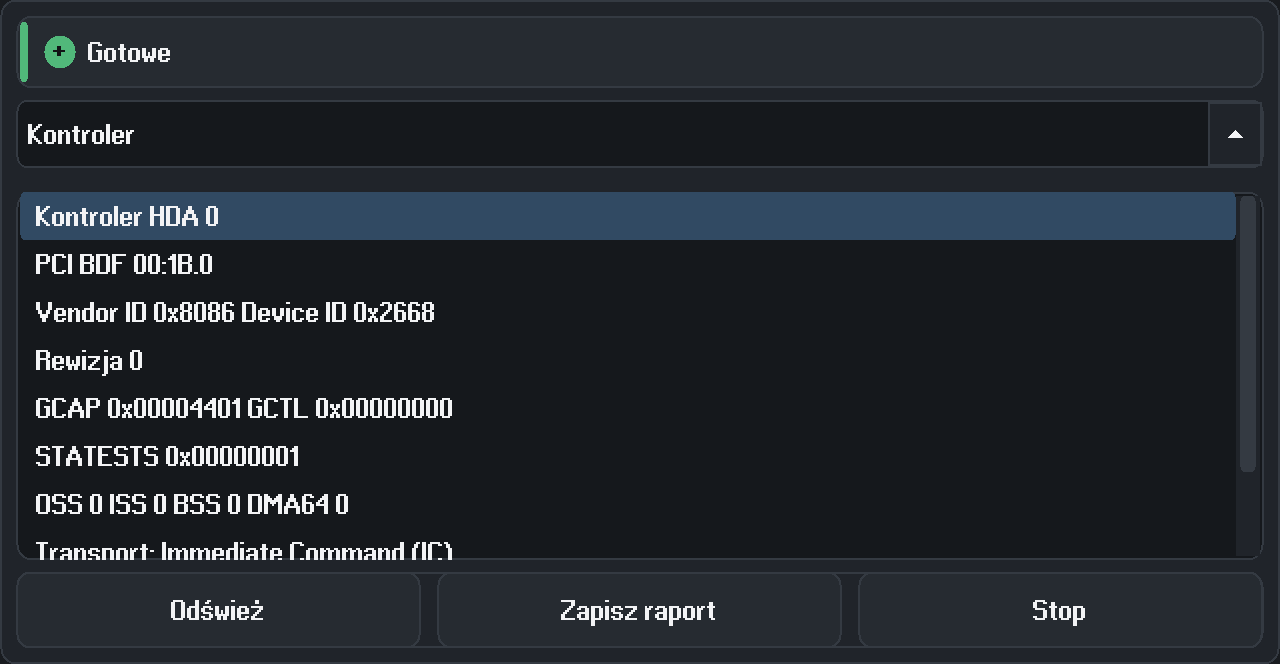 Gotowe
Kontroler
Kontroler HDA 0
PCI BDF 00:1B.0
Vendor ID 0x8086 Device ID 0x2668
Rewizja 0
GCAP 0x00004401 GCTL 0x00000000
STATESTS 0x00000001
OSS 0 ISS 0 BSS 0 DMA64 0
Transport: Immediate Command (IC)
Odśwież
Zapisz raport
Stop